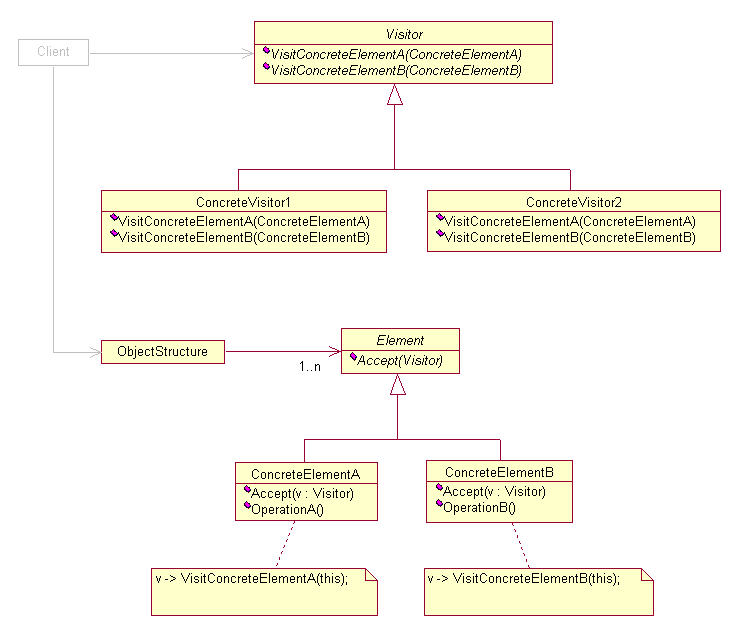 Client
Visitor
VisitConcreteElementA(ConcreteElementA)
VisitConcreteElementB(ConcreteElementB)
ConcreteVisitor1
VisitConcreteElementA(ConcreteElementA)
VisitConcreteElementB(ConcreteElementB)
ConcreteVisitor2
VisitConcreteElementA(ConcreteElementA)
VisitConcreteElementB(ConcreteElementB)
ObjectStructure
1..n
Element
Accept(Visitor)
ConcreteElementA
Accept(v : Visitor)
OperationA()
ConcreteElementB
Accept(v : Visitor)
OperationB()
v -> VisitConcreteElementA(this);
v -> VisitConcreteElementB(this);